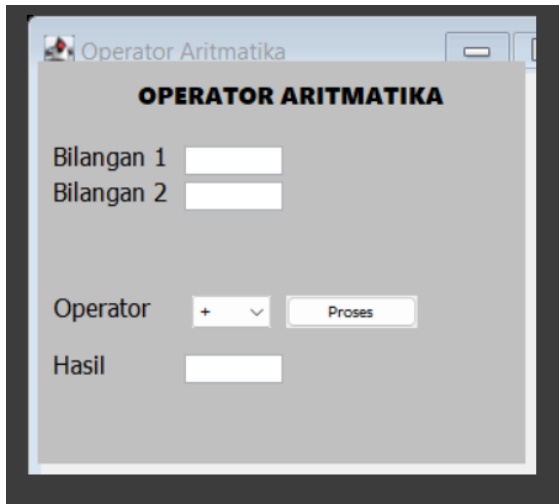 Operator Aritmatika
OPERATOR ARITMATIKA
Bilangan 1
Bilangan 2
Operator + Proses
Hasil